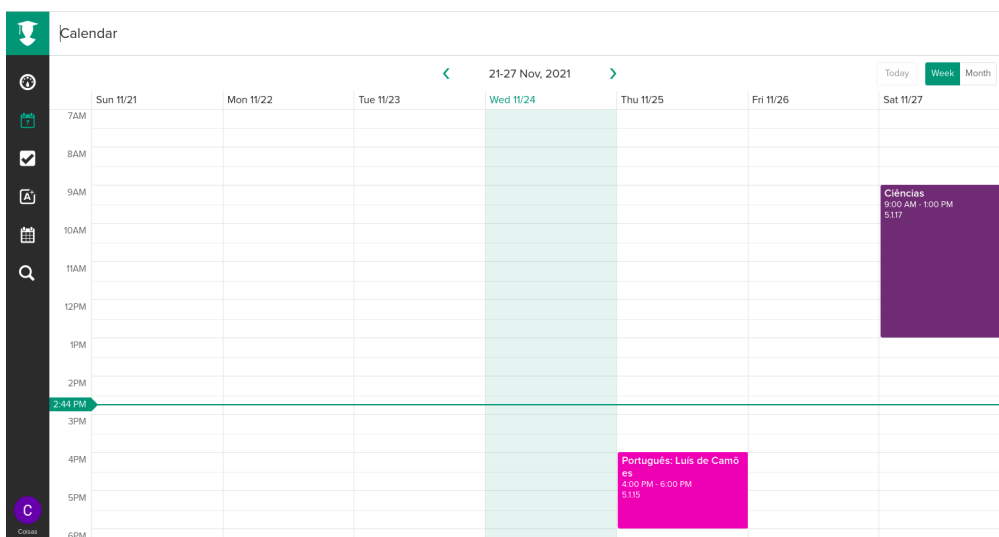 Calendar
21-27 Nov, 2021
Today
Week
Month
Sun 11/21
Mon 11/22
Tue 11/23
Wed 11/24
Thu 11/25
Fri 11/26
Sat 11/27
7AM
8AM
9AM
Ciências
9:00 AM - 1:00 PM
5.1.17
10AM
11AM
12PM
1PM
2PM
2:44 PM
3PM
4PM
Português: Luís de Camõ
es
4:00 PM - 6:00 PM
5.1.15
5PM
6PM
C
Coisas